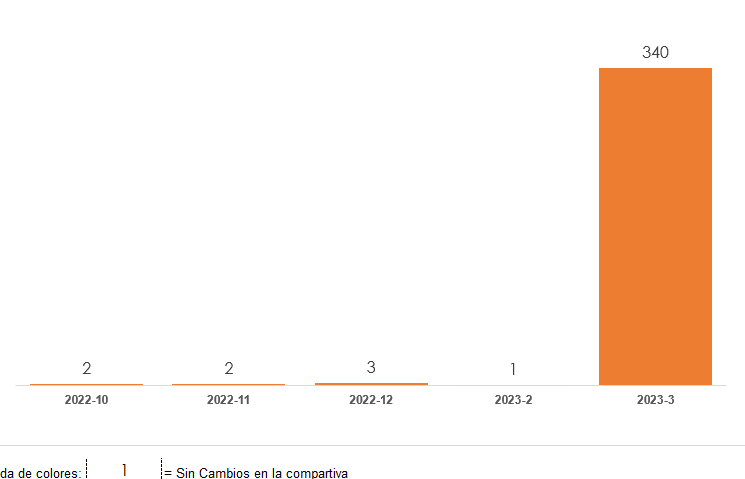 340
2 2 3 1
2022-10 2022-11 2022-12 2023-2 2023-3
da de colores: 1 = Sin Cambios en la compartiva